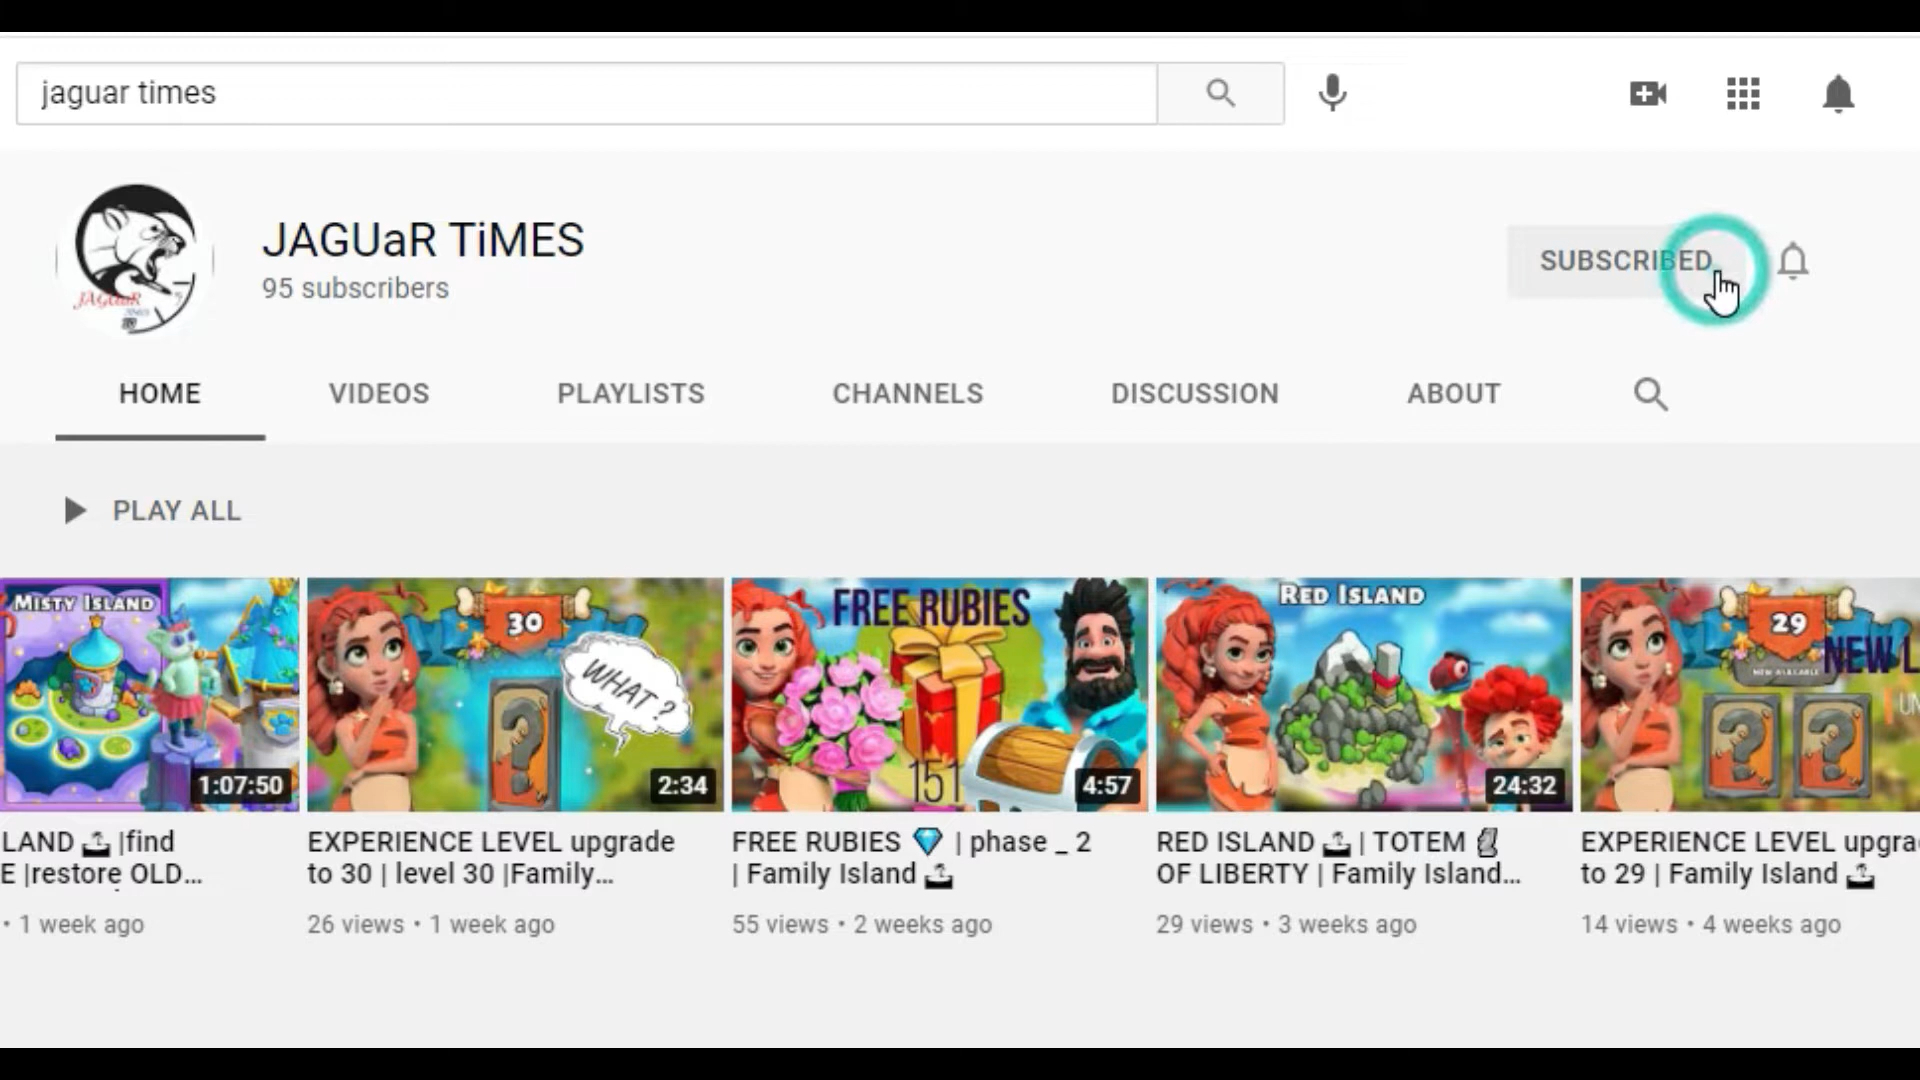 jaguar times
JAGUaR TiMES
95 subscribers
SUBSCRIBED
JAGUaR
HOME
VIDEOS
PLAYLISTS
CHANNELS
DISCUSSION
ABOUT
PLAY ALL
MISTY ISLAND
1:07:50
30
WHAT?
2:34
FREE RUBIES
151
4:57
RED ISLAND
24:32
29
NEW L
UN
LAND 🏝 |find
E |restore OLD...
1 week ago
EXPERIENCE LEVEL upgrade
to 30 | level 30 |Family...
26 views • 1 week ago
FREE RUBIES 💎 | phase _ 2
| Family Island 🏝
55 views • 2 weeks ago
RED ISLAND 🏝 | TOTEM 🗿
OF LIBERTY | Family Island...
29 views • 3 weeks ago
EXPERIENCE LEVEL upgra
to 29 | Family Island 🏝
14 views • 4 weeks ago